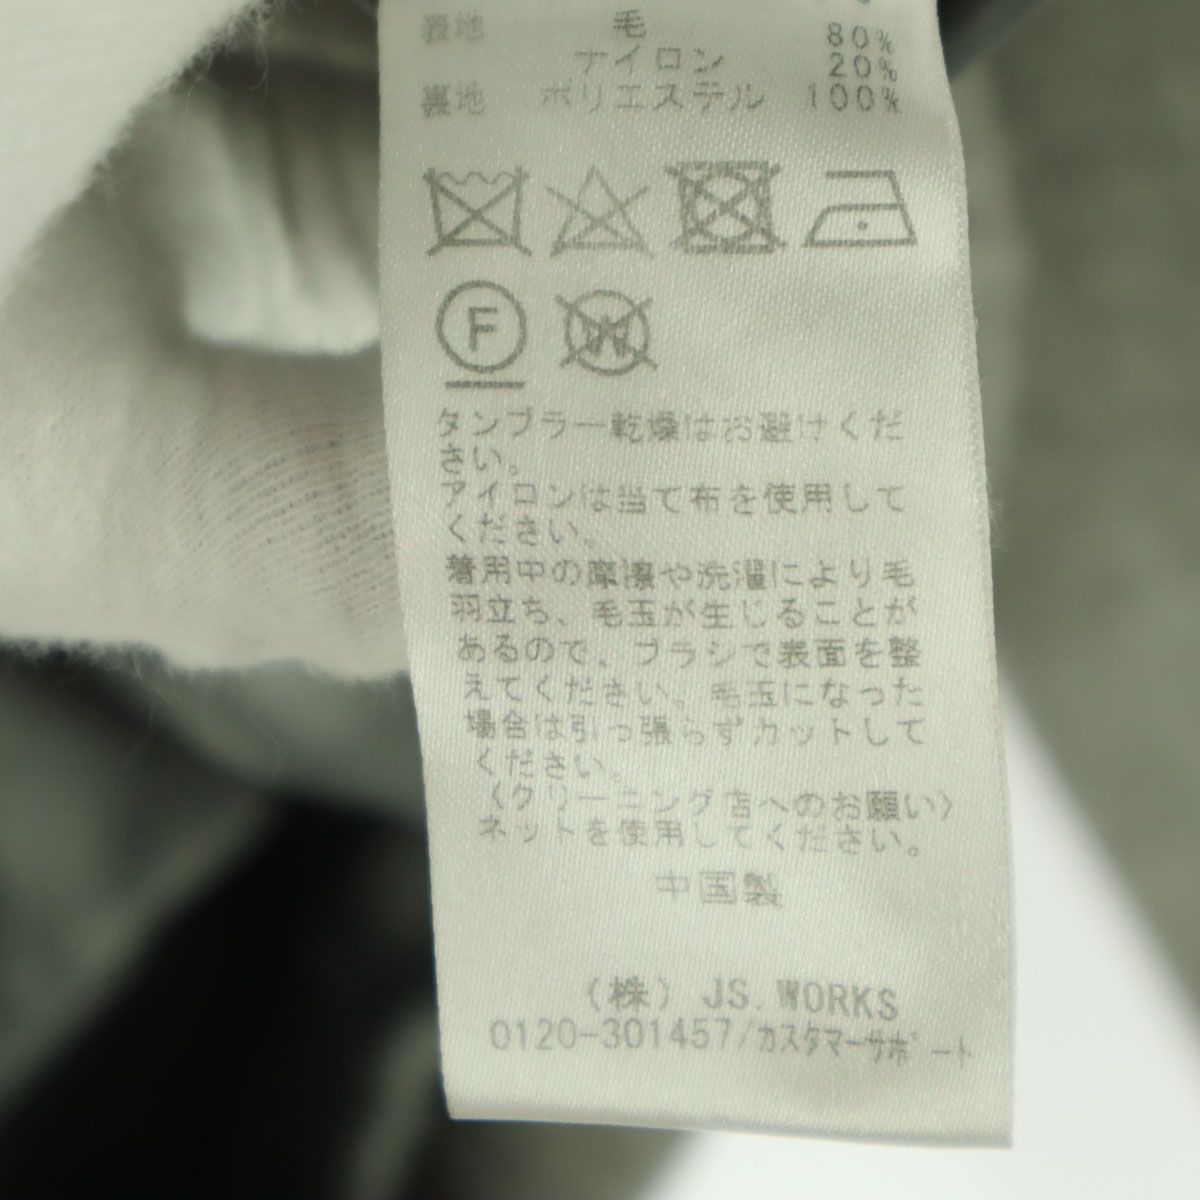 表地 毛 80%
ナイロン 20%
裏地 ポリエステル 100%
F W
タンブラー乾燥はお避けくだ
さい。
アイロンは当て布を使用して
ください。
着用中の摩擦や洗濯により毛
羽立ち、毛玉が生じることが
あるので、ブラシで表面を整
えてください。毛玉になった
場合は引っ張らずカットして
ください。
〈クリーニング店へのお願い〉
ネットを使用してください。
中国製
(株) JS.WORKS
0120-301457/カスタマーサポート